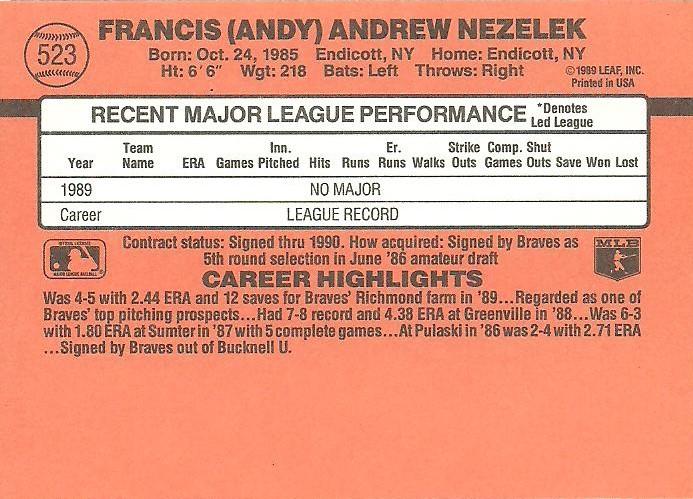 523
FRANCIS (ANDY) ANDREW NEZELEK
Born: Oct. 24, 1985 Endicott, NY Home: Endicott, NY
Ht: 6'6" Wgt: 218 Bats: Left Throws: Right
©1989 LEAF, INC.
Printed in USA
RECENT MAJOR LEAGUE PERFORMANCE
*Denotes
Led League
Year Team Name ERA Inn. Games Pitched Hits Runs Er. Runs Walks Strike Outs Comp. Games Shut Outs Save Won Lost
1989 NO MAJOR
Career LEAGUE RECORD
OFFICIAL LICENSEE
MAJOR LEAGUE BASEBALL
Contract status: Signed thru 1990. How acquired: Signed by Braves as
5th round selection in June '86 amateur draft
MLB
CAREER HIGHLIGHTS
Was 4-5 with 2.44 ERA and 12 saves for Braves' Richmond farm in '89...Regarded as one of
Braves' top pitching prospects...Had 7-8 record and 4.38 ERA at Greenville in '88...Was 6-3
with 1.80 ERA at Sumter in '87 with 5 complete games...At Pulaski in '86 was 2-4 with 2.71 ERA
...Signed by Braves out of Bucknell U.